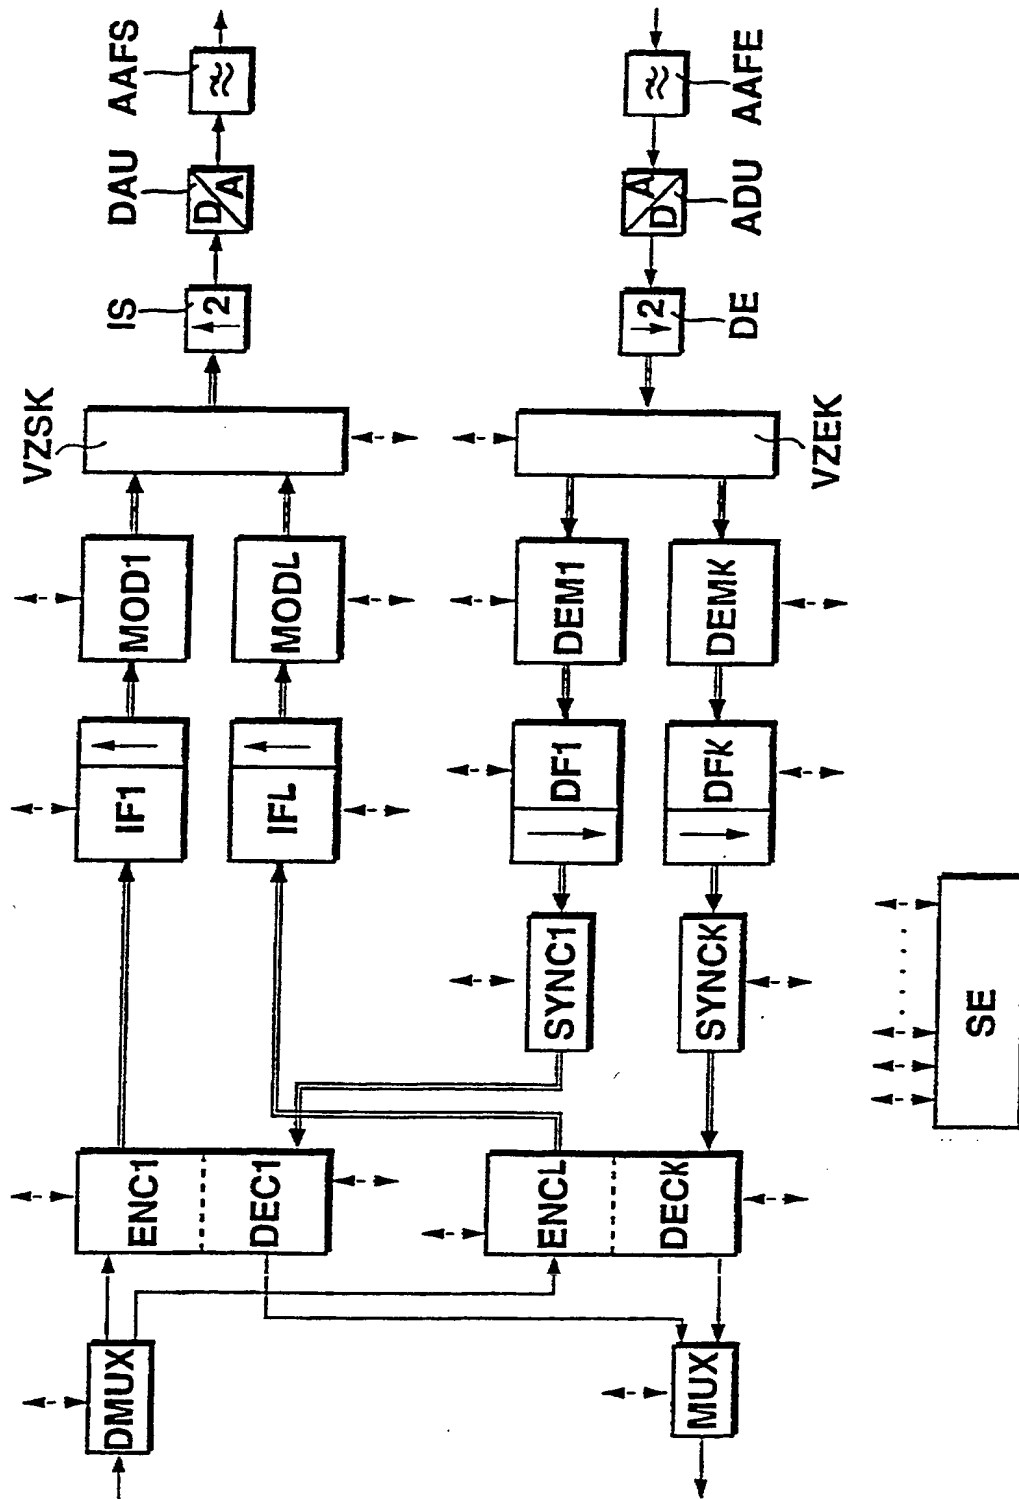 AAFS
DAU
D
A
IS
2
VZSK
MOD1
MODL
IF1
IFL
ENC1
DEC1
DMUX
AAFE
ADU
A
D
DE
2
VZEK
DEM1
DEMK
DF1
DFK
SYNC1
SYNCK
ENCL
DECK
MUX
SE